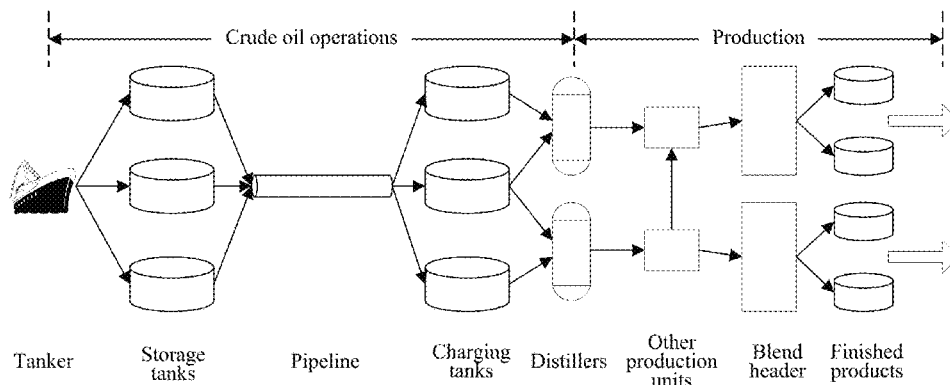 Crude oil operations
Production
Tanker
Storage
tanks
Pipeline
Charging
tanks
Distillers
Other
production
units
Blend
header
Finished
products